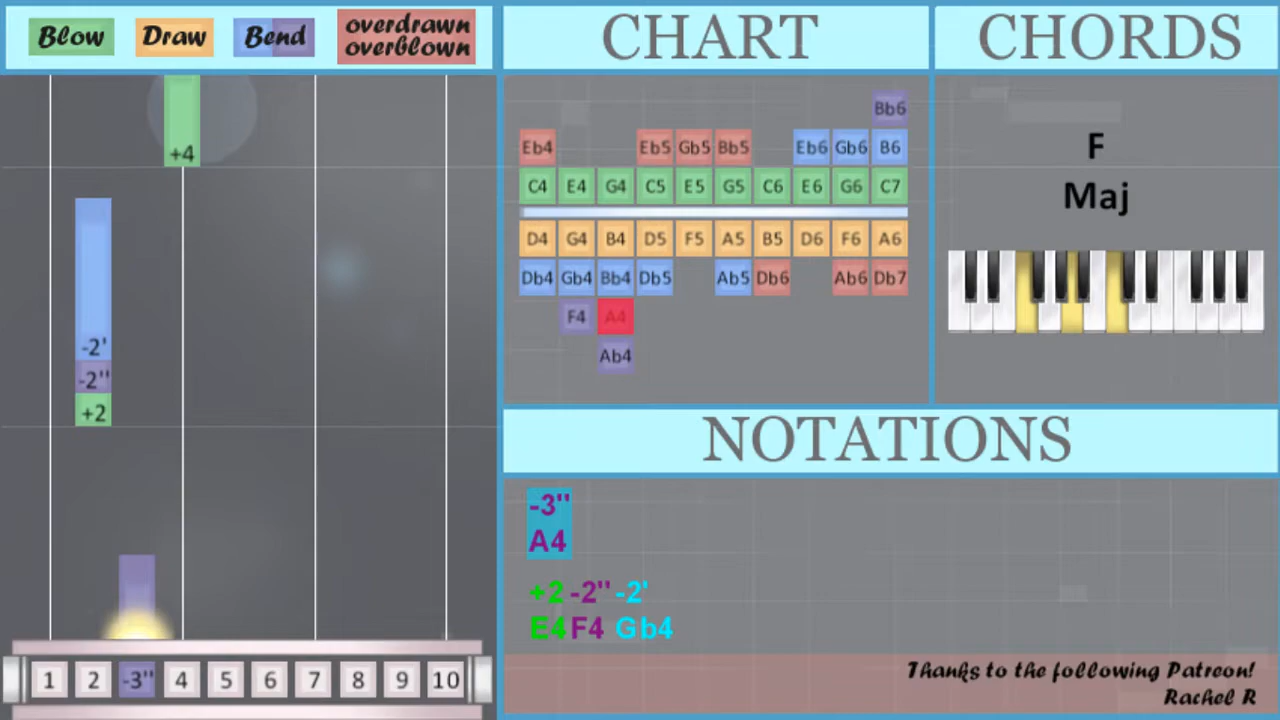 Blow Draw Bend overdrawn
overblown
CHART
CHORDS
+4
-2'
-2"
+2
1 2 -3" 4 5 6 7 8 9 10
Bb6
Eb4 Eb5 Gb5 Bb5 Eb6 Gb6 B6
C4 E4 G4 C5 E5 G5 C6 E6 G6 C7
D4 G4 B4 D5 F5 A5 B5 D6 F6 A6
Db4 Gb4 Bb4 Db5 Ab5 Db6 Ab6 Db7
F4 A4
Ab4
F
Maj
NOTATIONS
-3"
A4
+2 -2" -2'
E4 F4 Gb4
Thanks to the following Patreon!
Rachel R